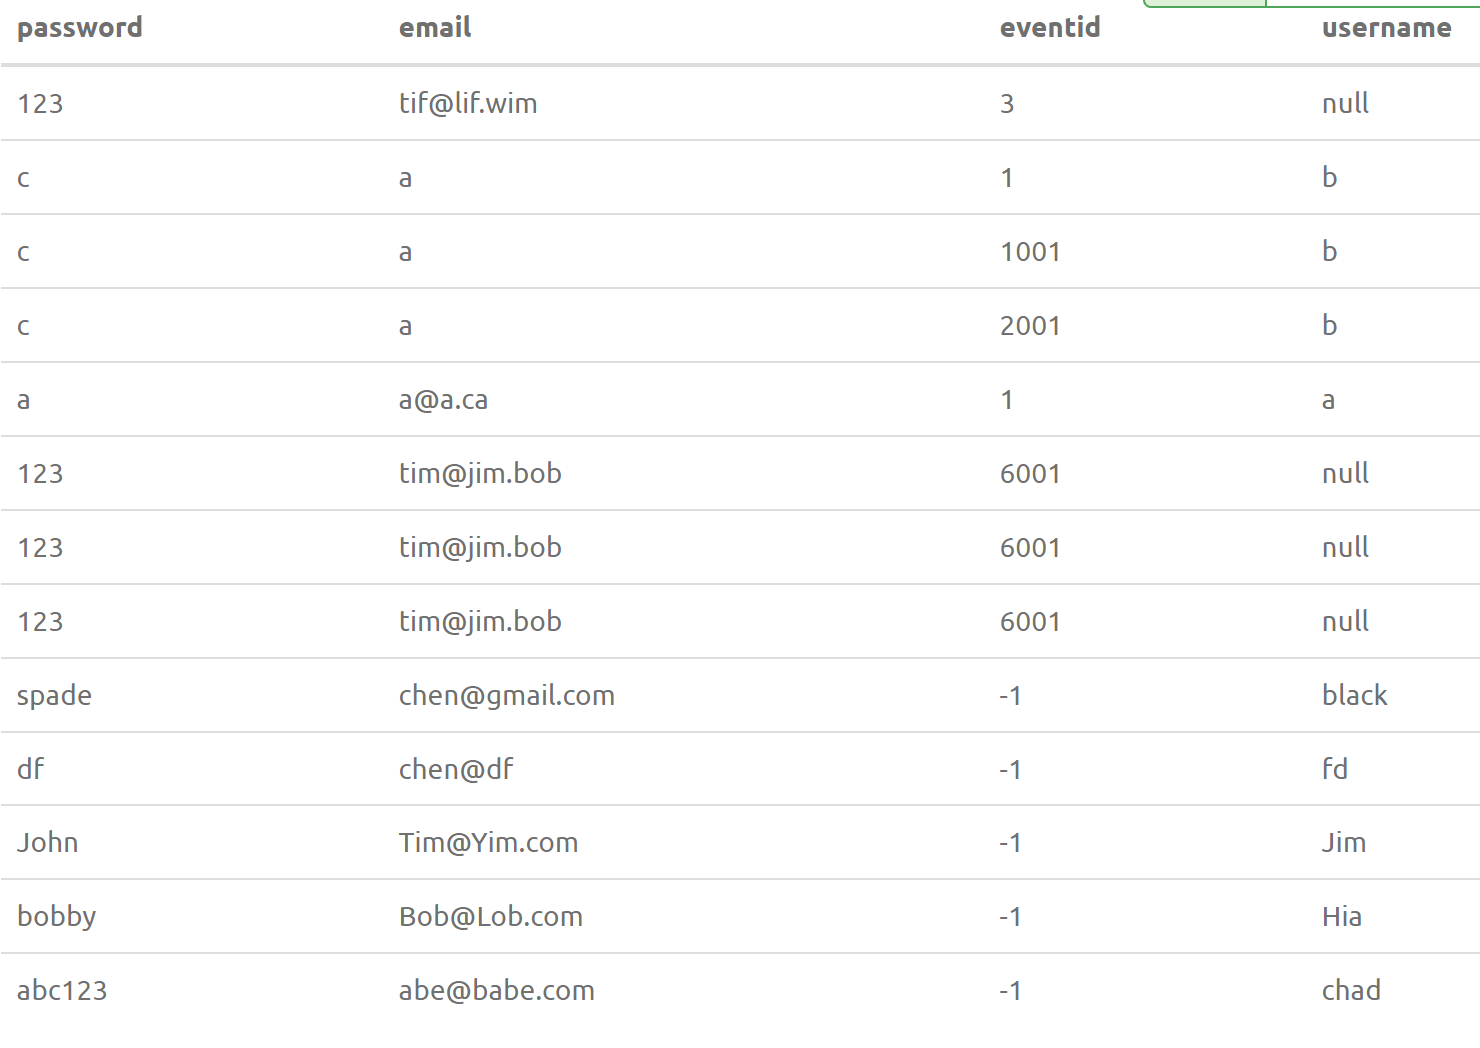 password email eventid username
123 tif@lif.wim 3 null
c a 1 b
c a 1001 b
c a 2001 b
a a@a.ca 1 a
123 tim@jim.bob 6001 null
123 tim@jim.bob 6001 null
123 tim@jim.bob 6001 null
spade chen@gmail.com -1 black
df chen@df -1 fd
John Tim@Yim.com -1 Jim
bobby Bob@Lob.com -1 Hia
abc123 abe@babe.com -1 chad